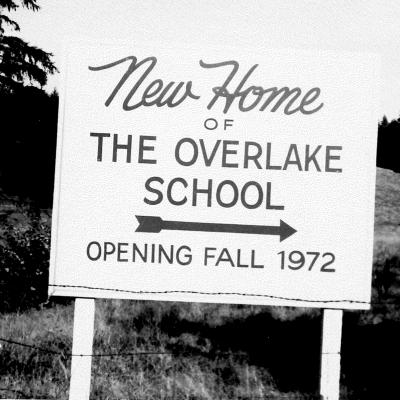 New Home
OF
THE OVERLAKE
SCHOOL
OPENING FALL 1972